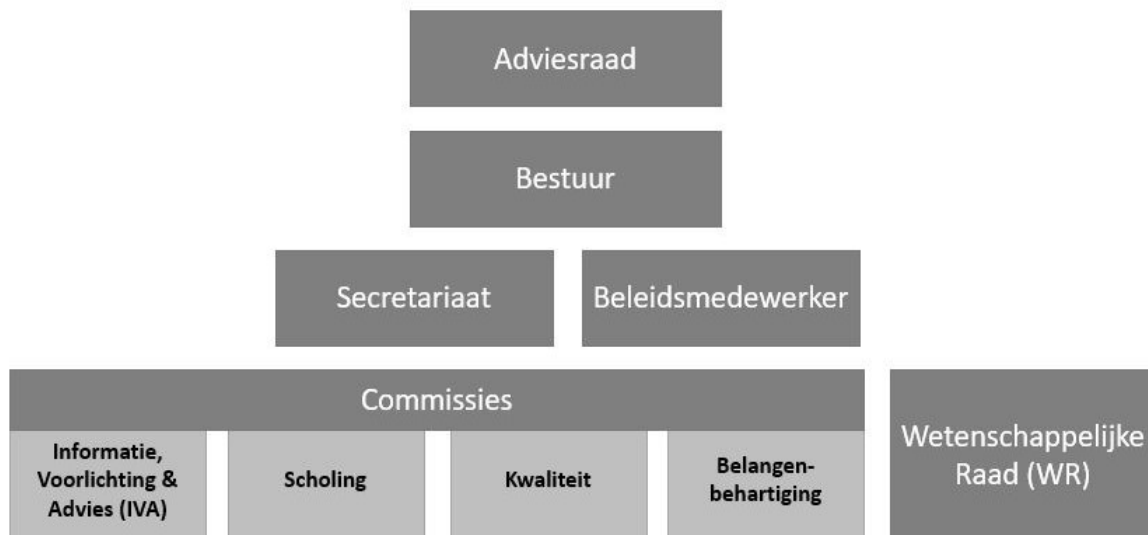 Adviesraad
Bestuur
Secretariaat
Beleidsmedewerker
Commissies
Informatie,
Voorlichting &
Advies (IVA)
Scholing
Kwaliteit
Belangen-
behartiging
Wetenschappelijke
Raad (WR)